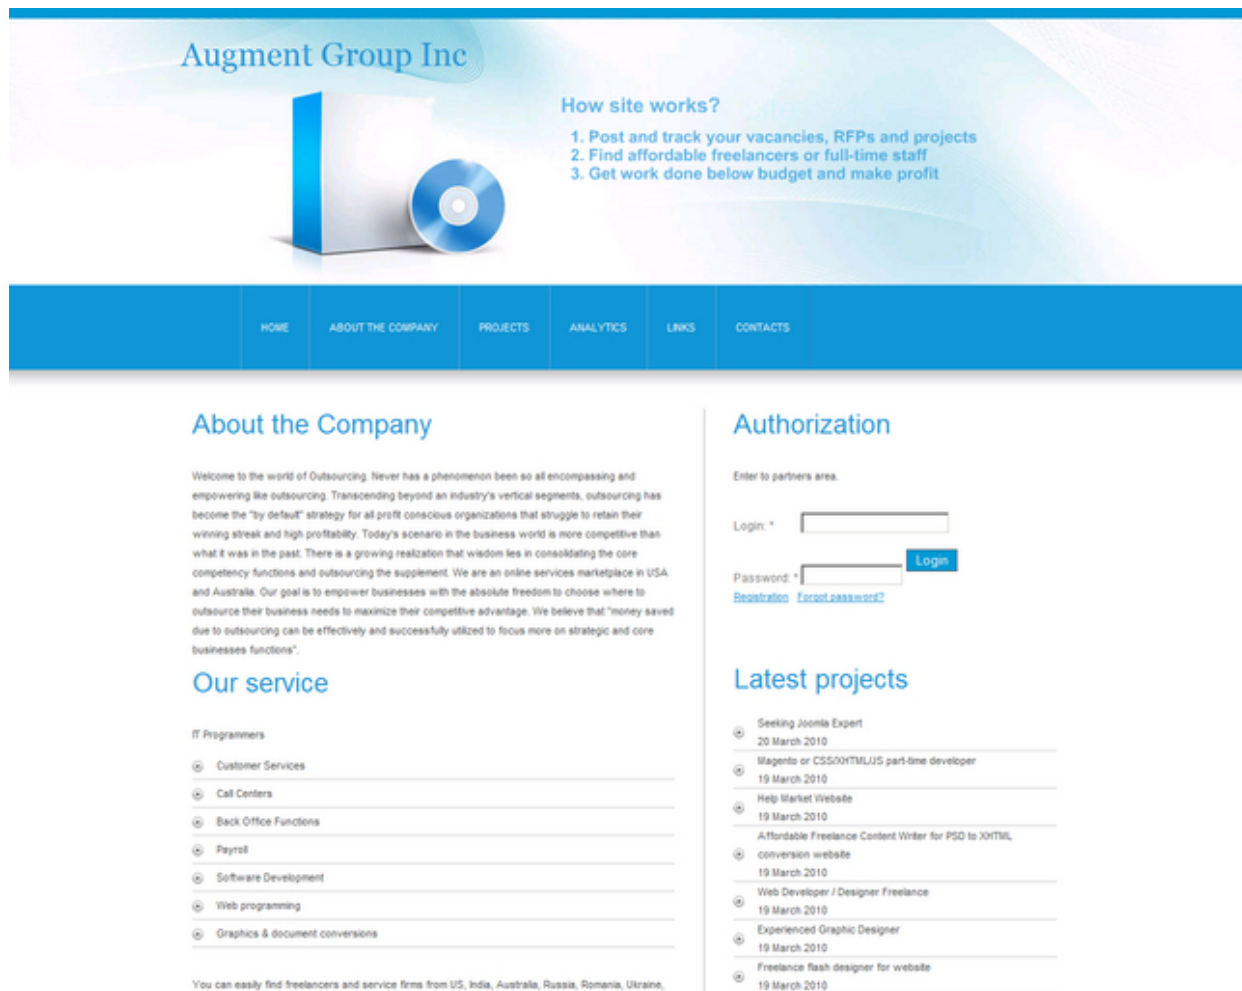 Augment Group Inc
How site works?
1. Post and track your vacancies, RFPs and projects
2. Find affordable freelancers or full-time staff
3. Get work done below budget and make profit
HOME ABOUT THE COMPANY PROJECTS ANALYTICS LINKS CONTACTS
About the Company
Welcome to the world of Outsourcing. Never has a phenomenon been so all encompassing and
empowering like outsourcing. Transcending beyond an industry's vertical segments, outsourcing has
become the "by default" strategy for all profit conscious organizations that struggle to retain their
winning streak and high profitability. Today's scenario in the business world is more competitive than
what it was in the past. There is a growing realization that wisdom lies in consolidating the core
competency functions and outsourcing the supplement. We are an online services marketplace in USA
and Australia. Our goal is to empower businesses with the absolute freedom to choose where to
outsource their business needs to maximize their competitive advantage. We believe that "money saved
due to outsourcing can be effectively and successfully utilized to focus more on strategic and core
businesses functions".
Our service
IT Programmers
Customer Services
Call Centers
Back Office Functions
Payroll
Software Development
Web programming
Graphics & document conversions
You can easily find freelancers and service firms from US, India, Australia, Russia, Romania, Ukraine,
Authorization
Enter to partners area.
Login: *
Password: * Login
Registration Forgot password?
Latest projects
Seeking Joomla Expert
20 March 2010
Magento or CSS/XHTML/JS part-time developer
19 March 2010
Help Market Website
19 March 2010
Affordable Freelance Content Writer for PSD to XHTML
conversion website
19 March 2010
Web Developer / Designer Freelance
19 March 2010
Experienced Graphic Designer
19 March 2010
Freelance flash designer for website
19 March 2010